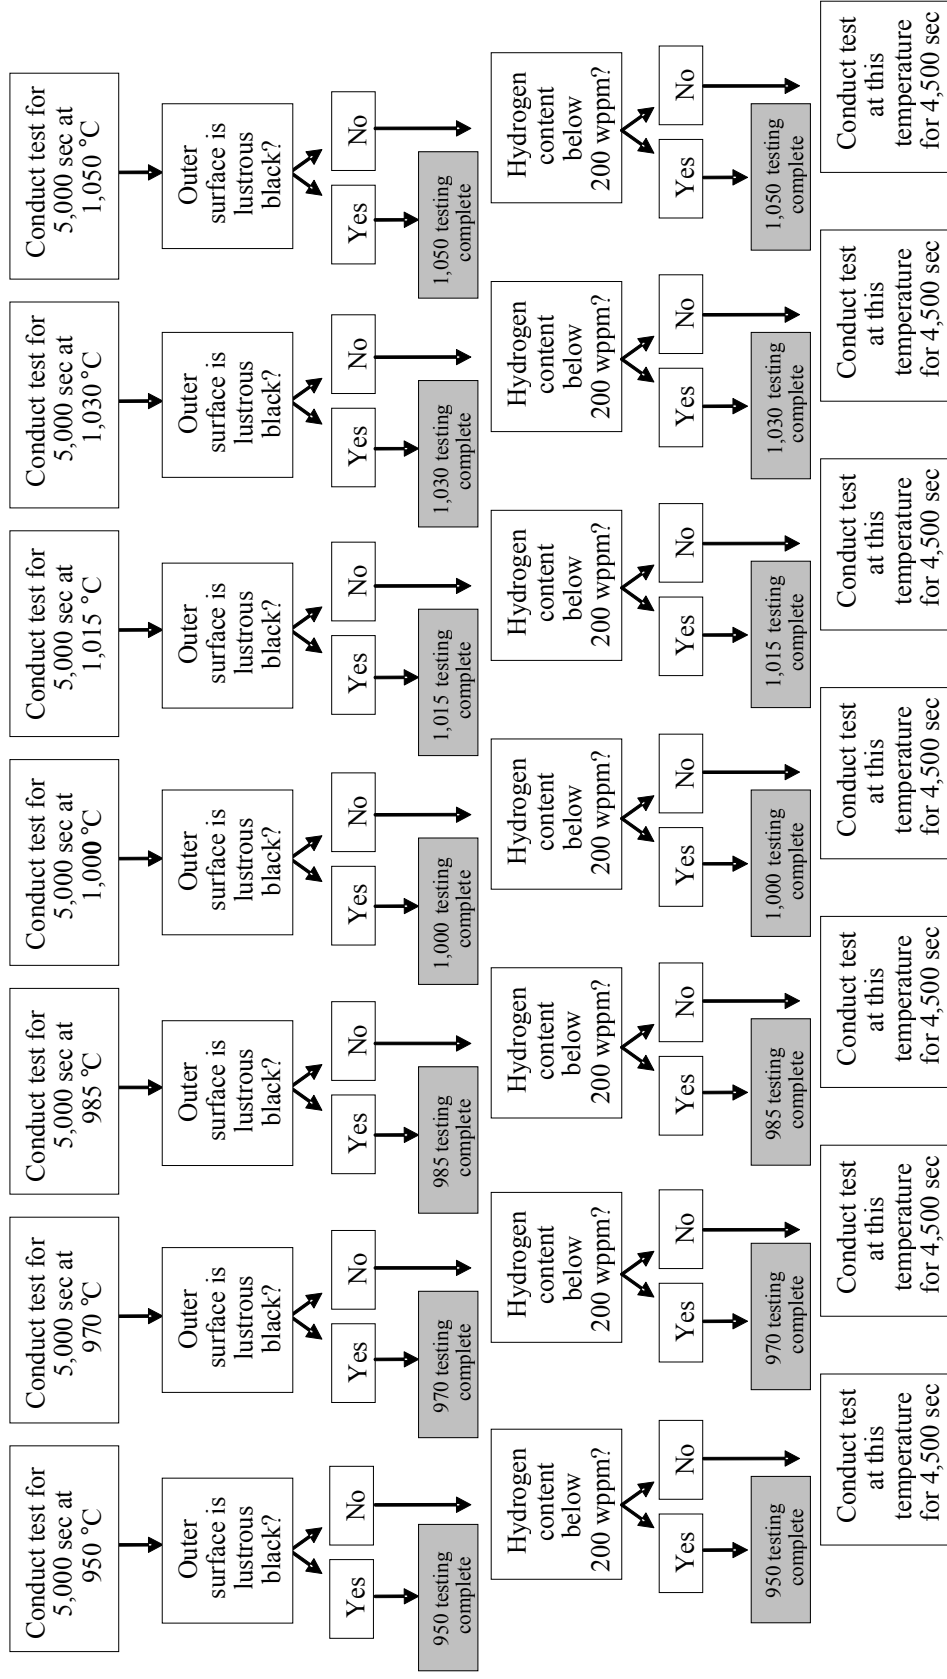 Conduct test for
5,000 sec at
950 °C
Outer
surface is
lustrous
black?
Yes
No
950 testing
complete
Hydrogen
content
below
200 wppm?
Yes
No
950 testing
complete
Conduct test
at this
temperature
for 4,500 sec
Conduct test for
5,000 sec at
970 °C
Outer
surface is
lustrous
black?
Yes
No
970 testing
complete
Hydrogen
content
below
200 wppm?
Yes
No
970 testing
complete
Conduct test
at this
temperature
for 4,500 sec
Conduct test for
5,000 sec at
985 °C
Outer
surface is
lustrous
black?
Yes
No
985 testing
complete
Hydrogen
content
below
200 wppm?
Yes
No
985 testing
complete
Conduct test
at this
temperature
for 4,500 sec
Conduct test for
5,000 sec at
1,000 °C
Outer
surface is
lustrous
black?
Yes
No
1,000 testing
complete
Hydrogen
content
below
200 wppm?
Yes
No
1,000 testing
complete
Conduct test
at this
temperature
for 4,500 sec
Conduct test for
5,000 sec at
1,015 °C
Outer
surface is
lustrous
black?
Yes
No
1,015 testing
complete
Hydrogen
content
below
200 wppm?
Yes
No
1,015 testing
complete
Conduct test
at this
temperature
for 4,500 sec
Conduct test for
5,000 sec at
1,030 °C
Outer
surface is
lustrous
black?
Yes
No
1,030 testing
complete
Hydrogen
content
below
200 wppm?
Yes
No
1,030 testing
complete
Conduct test
at this
temperature
for 4,500 sec
Conduct test for
5,000 sec at
1,050 °C
Outer
surface is
lustrous
black?
Yes
No
1,050 testing
complete
Hydrogen
content
below
200 wppm?
Yes
No
1,050 testing
complete
Conduct test
at this
temperature
for 4,500 sec